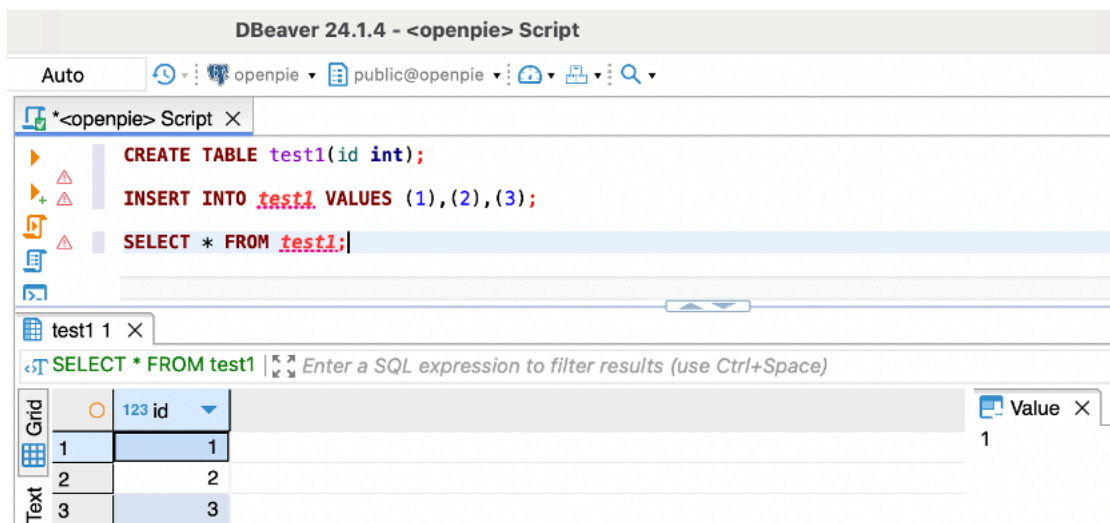 DBeaver 24.1.4 - <openpie> Script
Auto openpie public@openpie
*<openpie> Script
CREATE TABLE test1(id int);
INSERT INTO test1 VALUES (1),(2),(3);
SELECT * FROM test1;
test1 1
SELECT * FROM test1 Enter a SQL expression to filter results (use Ctrl+Space)
Grid
123 id
Value
1 1
1
2 2
3 3
Text